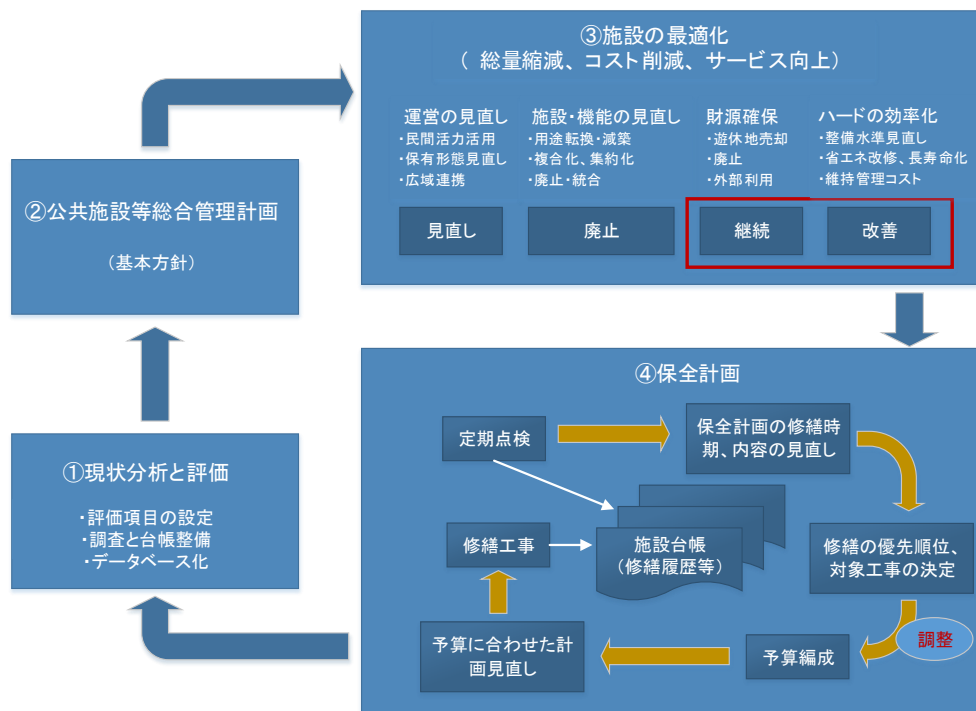 ③施設の最適化
（ 総量縮減、コスト削減、サービス向上）
運営の見直し
・民間活力活用
・保有形態見直し
・広域連携
見直し
施設・機能の見直し
・用途転換・減築
・複合化、集約化
・廃止・統合
廃止
財源確保
・遊休地売却
・廃止
・外部利用
継続
ハードの効率化
・整備水準見直し
・省エネ改修、長寿命化
・維持管理コスト
改善
②公共施設等総合管理計画
（基本方針）
①現状分析と評価
・評価項目の設定
・調査と台帳整備
・データベース化
④保全計画
定期点検
保全計画の修繕時
期、内容の見直し
修繕工事
施設台帳
（修繕履歴等）
修繕の優先順位、
対象工事の決定
調整
予算編成
予算に合わせた計
画見直し